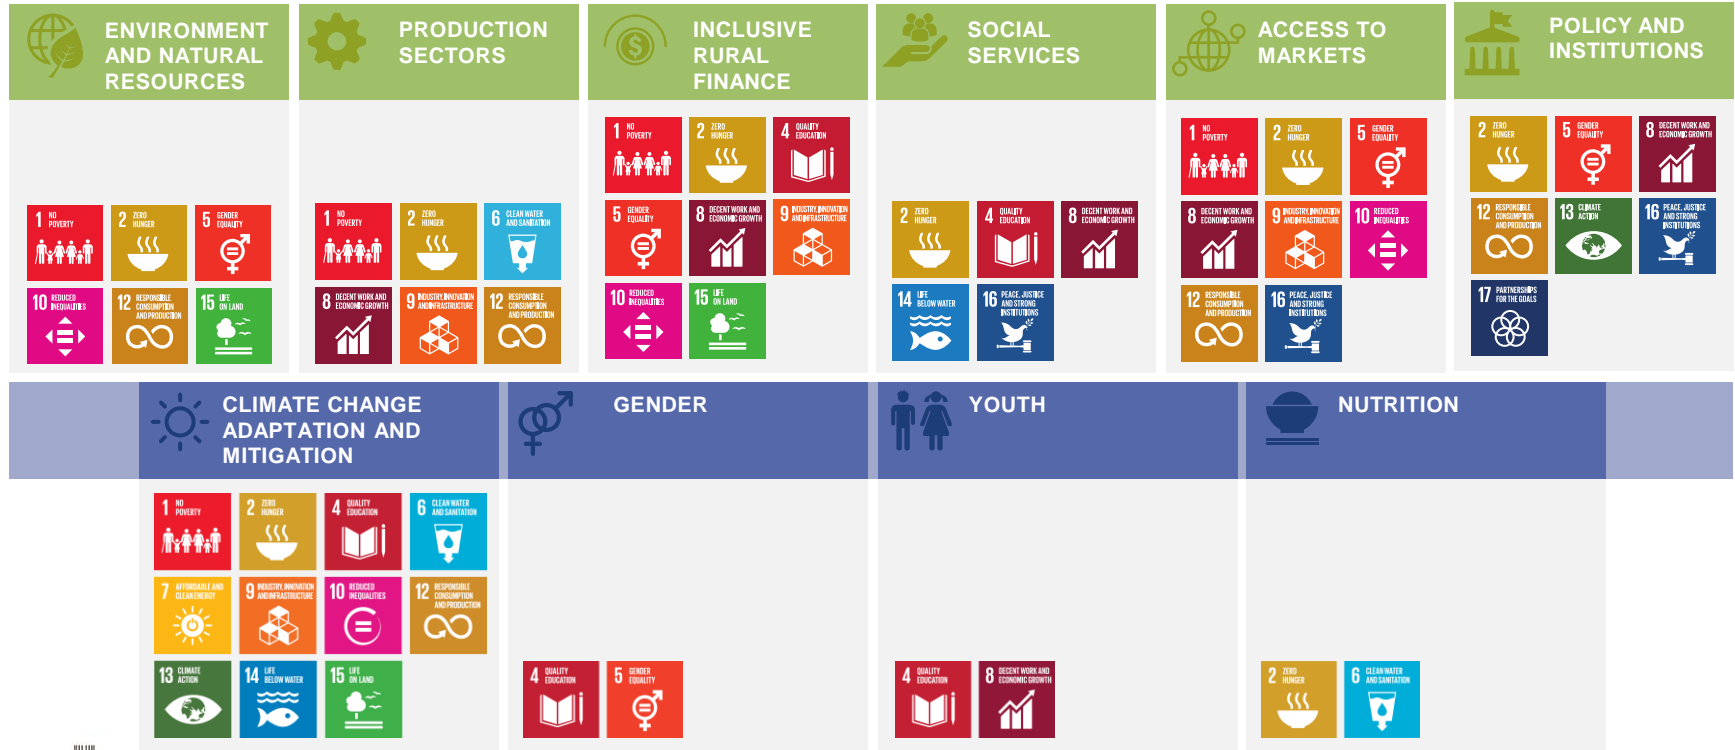 ENVIRONMENT
AND NATURAL
RESOURCES
PRODUCTION
SECTORS
INCLUSIVE
RURAL
FINANCE
SOCIAL
SERVICES
ACCESS TO
MARKETS
POLICY AND
INSTITUTIONS
1 NO
POVERTY
2 ZERO
HUNGER
5 GENDER
EQUALITY
10 REDUCED
INEQUALITIES
12 RESPONSIBLE
CONSUMPTION
AND PRODUCTION
15 LIFE
ON LAND
1 NO
POVERTY
2 ZERO
HUNGER
6 CLEAN WATER
AND SANITATION
8 DECENT WORK AND
ECONOMIC GROWTH
9 INDUSTRY, INNOVATION
AND INFRASTRUCTURE
12 RESPONSIBLE
CONSUMPTION
AND PRODUCTION
1 NO
POVERTY
2 ZERO
HUNGER
4 QUALITY
EDUCATION
5 GENDER
EQUALITY
8 DECENT WORK AND
ECONOMIC GROWTH
9 INDUSTRY, INNOVATION
AND INFRASTRUCTURE
10 REDUCED
INEQUALITIES
15 LIFE
ON LAND
2 ZERO
HUNGER
4 QUALITY
EDUCATION
8 DECENT WORK AND
ECONOMIC GROWTH
14 LIFE
BELOW WATER
16 PEACE, JUSTICE
AND STRONG
INSTITUTIONS
1 NO
POVERTY
2 ZERO
HUNGER
5 GENDER
EQUALITY
8 DECENT WORK AND
ECONOMIC GROWTH
9 INDUSTRY, INNOVATION
AND INFRASTRUCTURE
10 REDUCED
INEQUALITIES
12 RESPONSIBLE
CONSUMPTION
AND PRODUCTION
16 PEACE, JUSTICE
AND STRONG
INSTITUTIONS
2 ZERO
HUNGER
5 GENDER
EQUALITY
8 DECENT WORK AND
ECONOMIC GROWTH
12 RESPONSIBLE
CONSUMPTION
AND PRODUCTION
13 CLIMATE
ACTION
16 PEACE, JUSTICE
AND STRONG
INSTITUTIONS
17 PARTNERSHIPS
FOR THE GOALS
CLIMATE CHANGE
ADAPTATION AND
MITIGATION
GENDER
YOUTH
NUTRITION
1 NO
POVERTY
2 ZERO
HUNGER
4 QUALITY
EDUCATION
6 CLEAN WATER
AND SANITATION
7 AFFORDABLE AND
CLEAN ENERGY
9 INDUSTRY, INNOVATION
AND INFRASTRUCTURE
10 REDUCED
INEQUALITIES
12 RESPONSIBLE
CONSUMPTION
AND PRODUCTION
13 CLIMATE
ACTION
14 LIFE
BELOW WATER
15 LIFE
ON LAND
4 QUALITY
EDUCATION
5 GENDER
EQUALITY
4 QUALITY
EDUCATION
8 DECENT WORK AND
ECONOMIC GROWTH
2 ZERO
HUNGER
6 CLEAN WATER
AND SANITATION